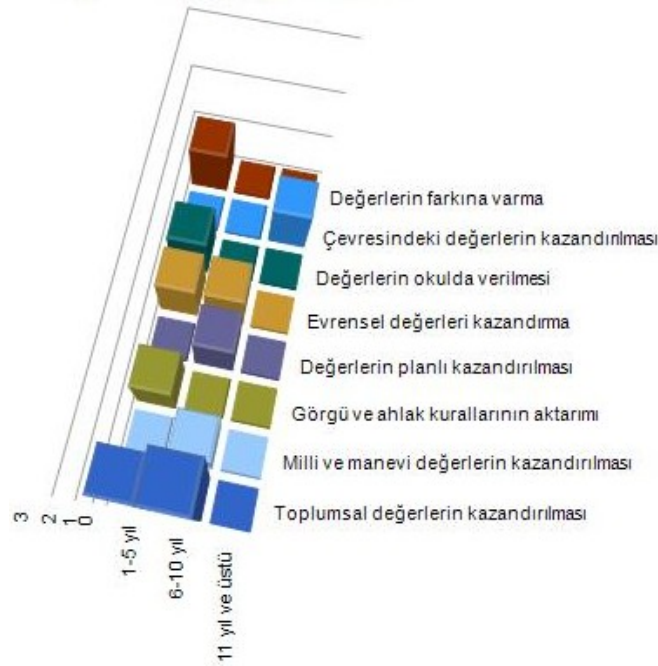 Değerlerin farkına varma
Çevresindeki değerlerin kazandırılması
Değerlerin okulda verilmesi
Evrensel değerleri kazandırma
Değerlerin planlı kazandırılması
Görgü ve ahlak kurallarının aktarımı
Milli ve manevi değerlerin kazandırılması
Toplumsal değerlerin kazandırılması
3
2
1
0
1-5 yıl
6-10 yıl
11 yıl ve üstü